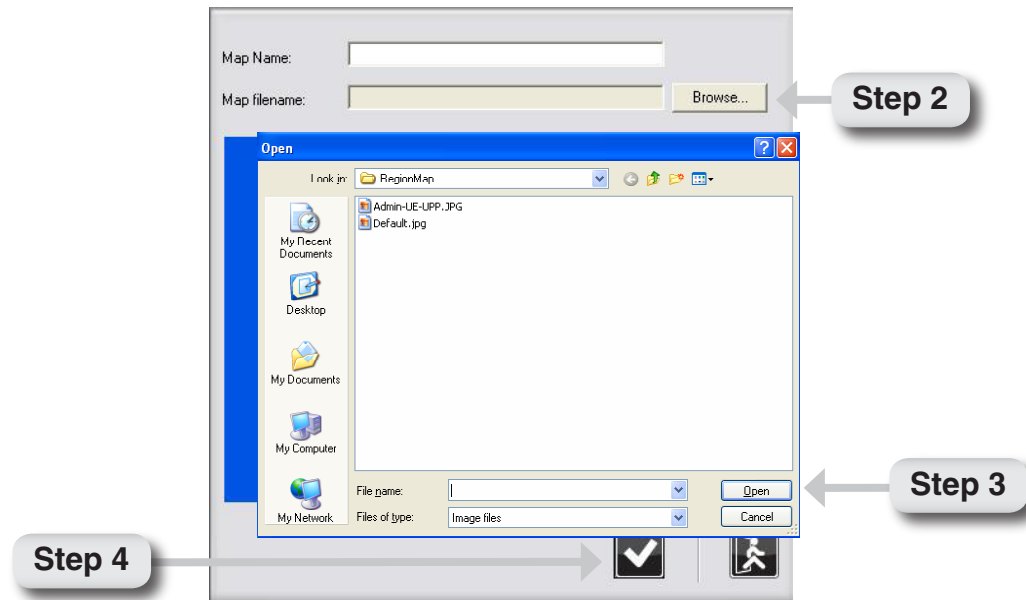 Map Name:
Map filename:
Browse...
Step 2
Open
Look in:
RegionMap
Admin-UE-UPP.JPG
Default.jpg
My Recent
Documents
Desktop
My Documents
My Computer
My Network
File name:
Open
Step 3
Files of type:
Image files
Cancel
Step 4